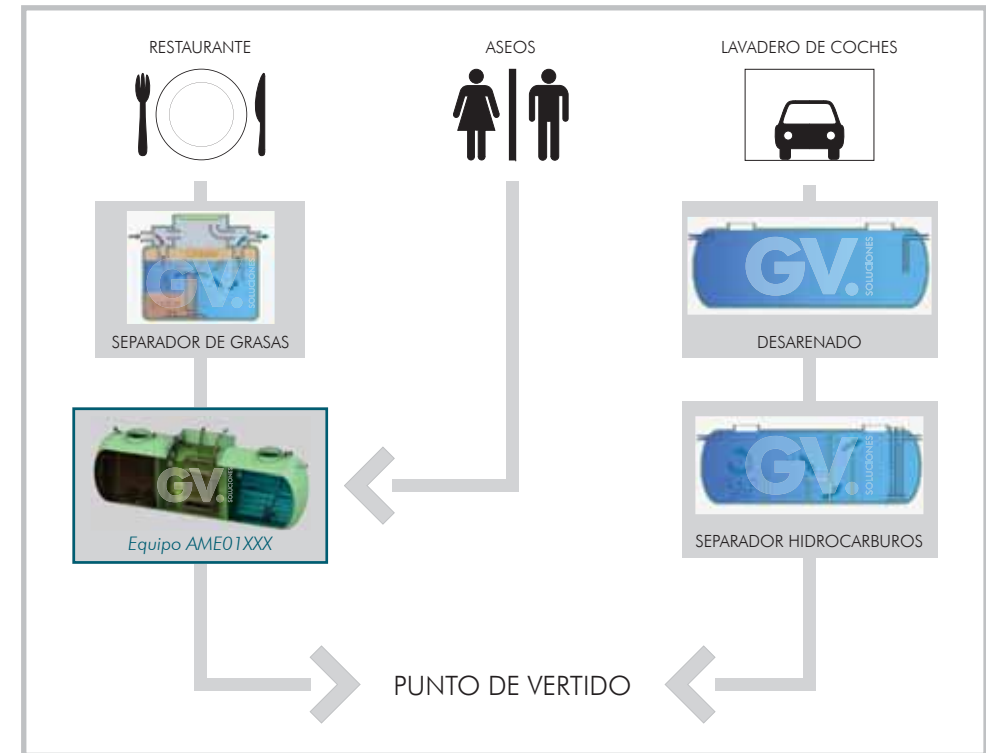 RESTAURANTE
ASEOS
LAVADERO DE COCHES
GV.
SOLUCIONES
SEPARADOR DE GRASAS
GV.
SOLUCIONES
DESARENADO
GV.
SOLUCIONES
Equipo AME01XXX
GV.
SOLUCIONES
SEPARADOR HIDROCARBUROS
PUNTO DE VERTIDO